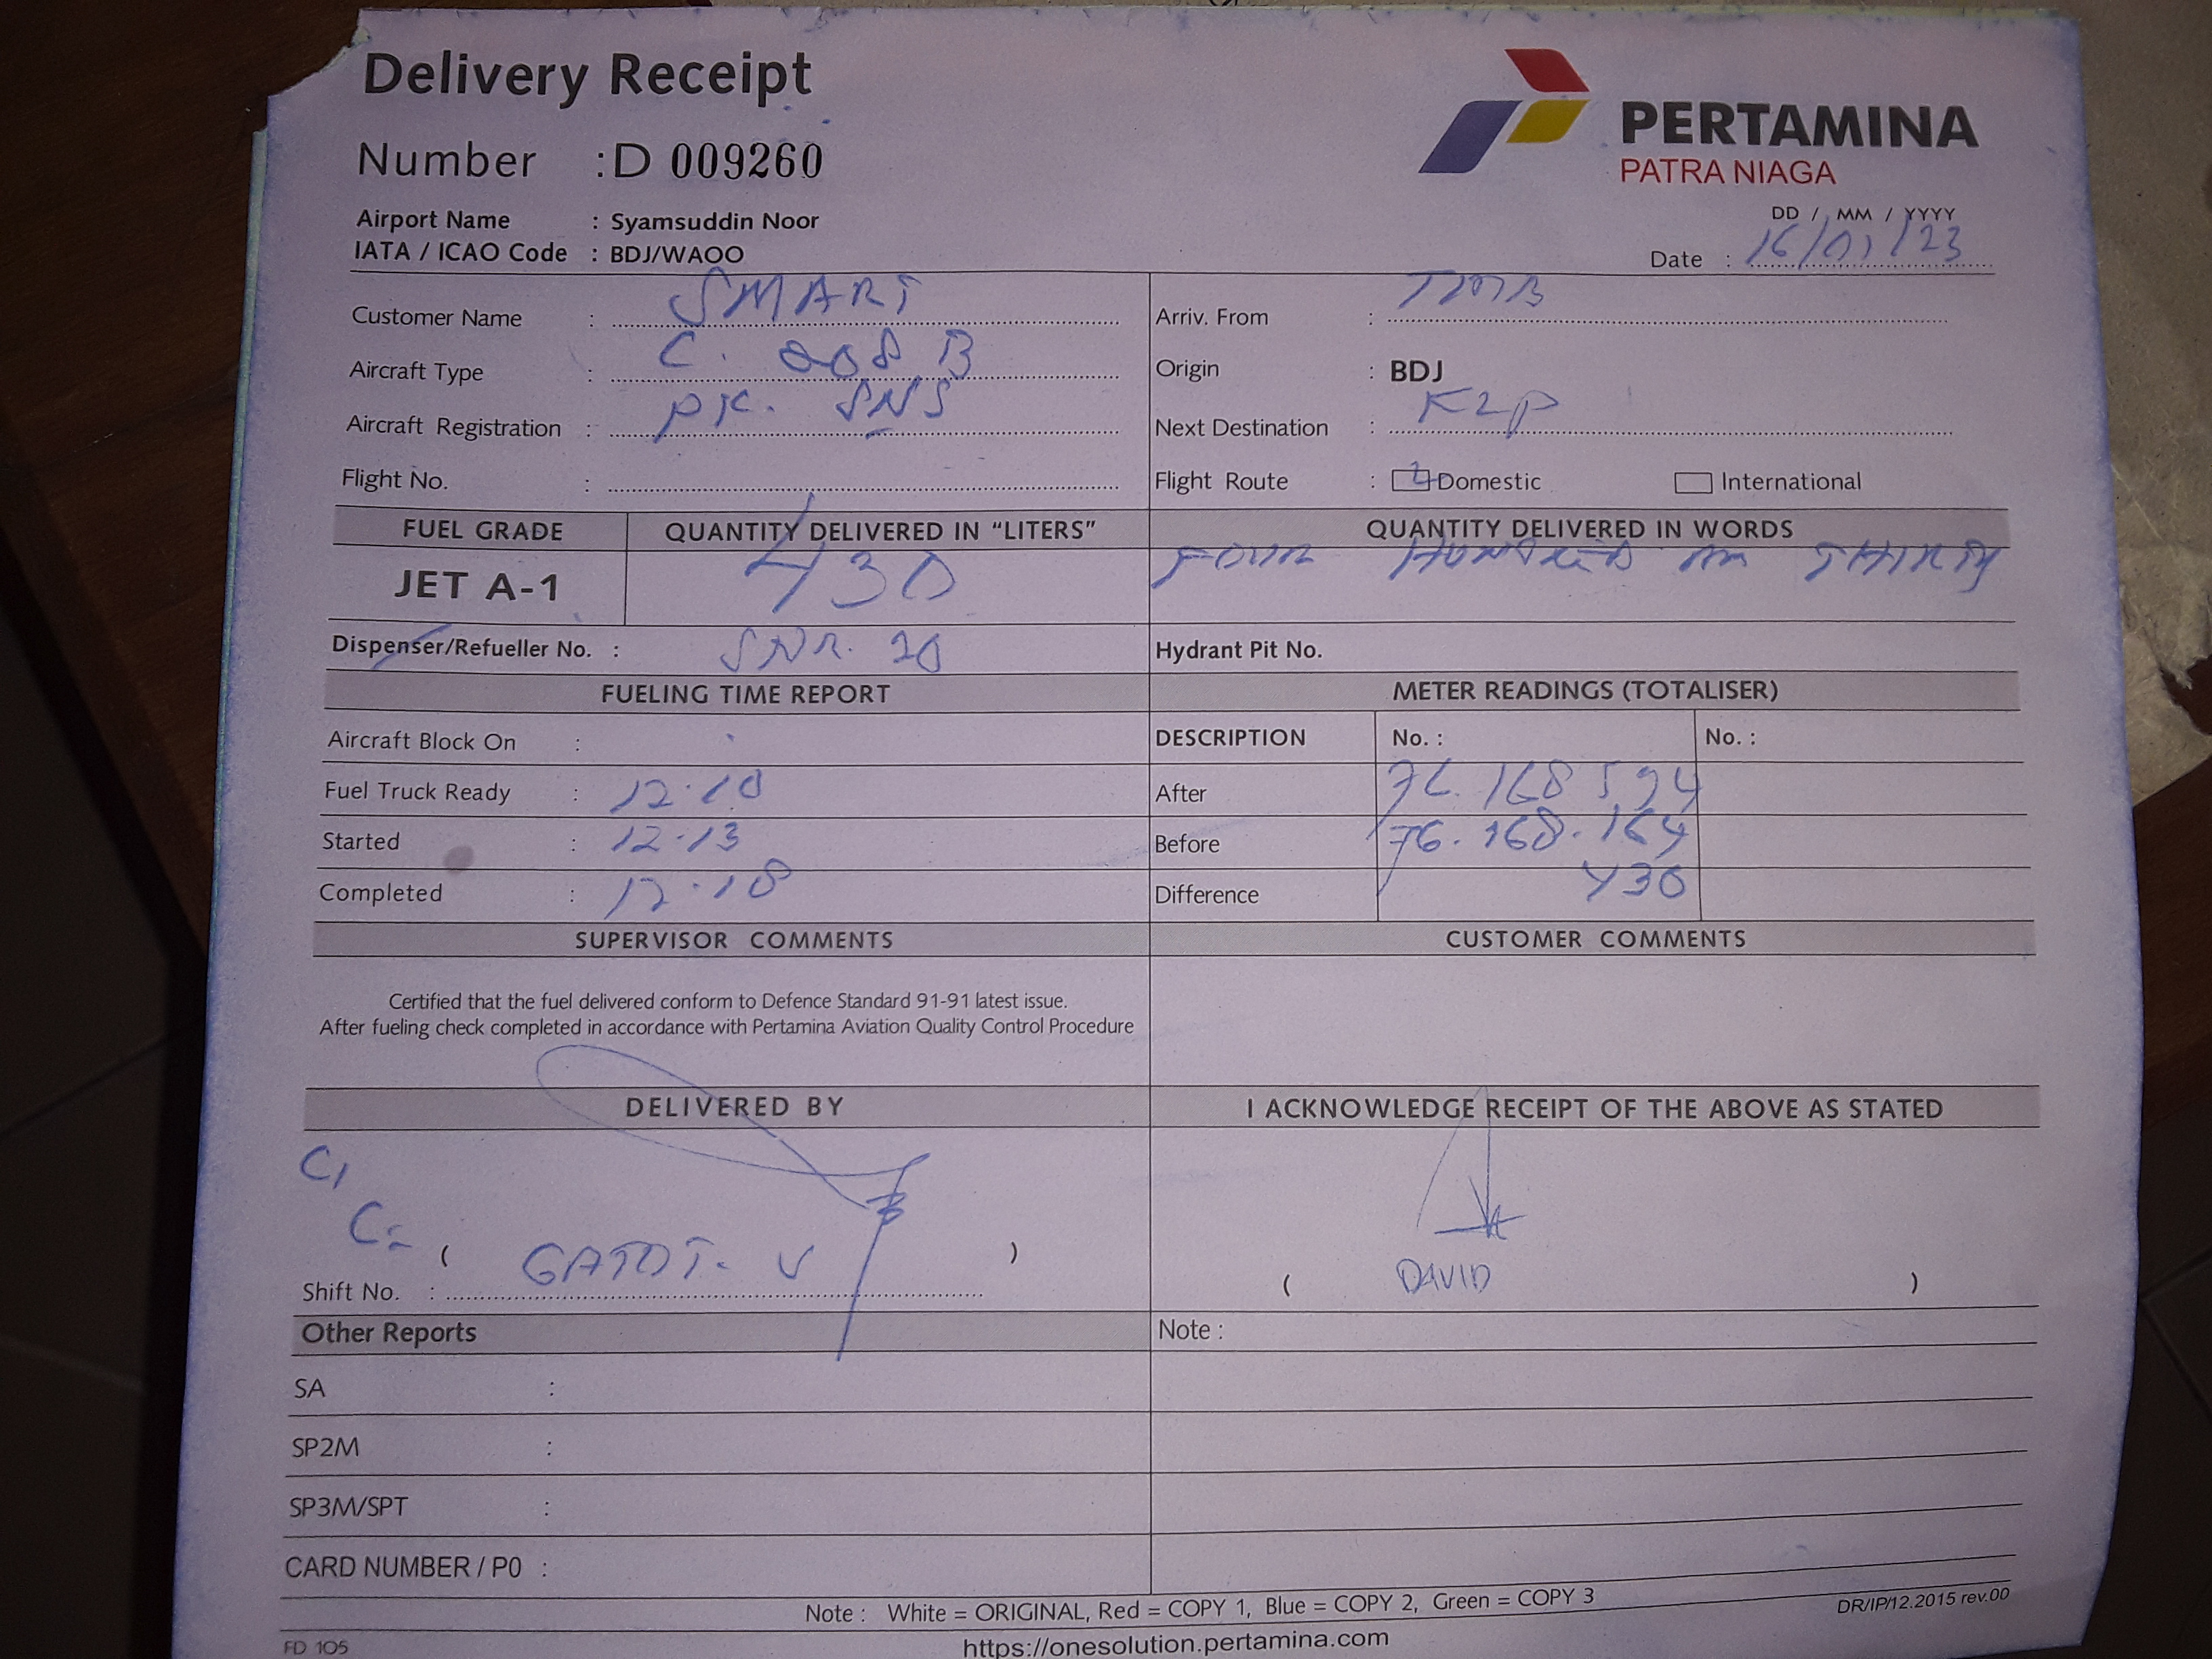 Delivery Receipt
Number : D 009260
PERTAMINA
PATRA NIAGA
Airport Name : Syamsuddin Noor
IATA / ICAO Code : BDJ/WAOO
DD / MM / YYYY
Date : 16/01/23
Customer Name : SMART
Arriv. From :
Aircraft Type : C. 208 B
Origin : BDJ
Aircraft Registration : PK. SNS
Next Destination :
Flight No. :
Flight Route : Domestic International
FUEL GRADE QUANTITY DELIVERED IN “LITERS” QUANTITY DELIVERED IN WORDS
JET A-1 430 FOUR HUNDRED THIRTY
Dispenser/Refueller No. : Hydrant Pit No.
FUELING TIME REPORT METER READINGS (TOTALISER)
Aircraft Block On : DESCRIPTION No. : No. :
Fuel Truck Ready : 12.10 After 76.168 594
Started : 12.13 Before 76.168.164
Completed : 12.18 Difference 430
SUPERVISOR COMMENTS CUSTOMER COMMENTS
Certified that the fuel delivered conform to Defence Standard 91-91 latest issue.
After fueling check completed in accordance with Pertamina Aviation Quality Control Procedure
DELIVERED BY I ACKNOWLEDGE RECEIPT OF THE ABOVE AS STATED
C1
( GATOT. )
( DAVID )
Shift No. :
Other Reports Note :
SA :
SP2M :
SP3M/SPT :
CARD NUMBER / P0 :
Note : White = ORIGINAL, Red = COPY 1, Blue = COPY 2, Green = COPY 3
DR/IP/12.2015 rev.00
FD 105
https://onesolution.pertamina.com